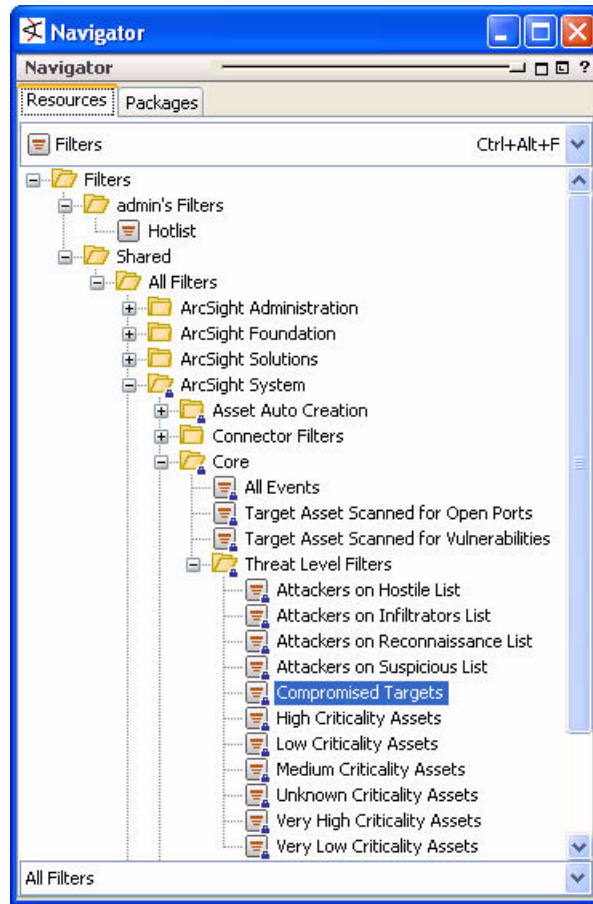 Navigator
Navigator ?
Resources Packages
Filters Ctrl+Alt+F
Filters
admin's Filters
Hotlist
Shared
All Filters
ArcSight Administration
ArcSight Foundation
ArcSight Solutions
ArcSight System
Asset Auto Creation
Connector Filters
Core
All Events
Target Asset Scanned for Open Ports
Target Asset Scanned for Vulnerabilities
Threat Level Filters
Attackers on Hostile List
Attackers on Infiltrators List
Attackers on Reconnaissance List
Attackers on Suspicious List
Compromised Targets
High Criticality Assets
Low Criticality Assets
Medium Criticality Assets
Unknown Criticality Assets
Very High Criticality Assets
Very Low Criticality Assets
All Filters